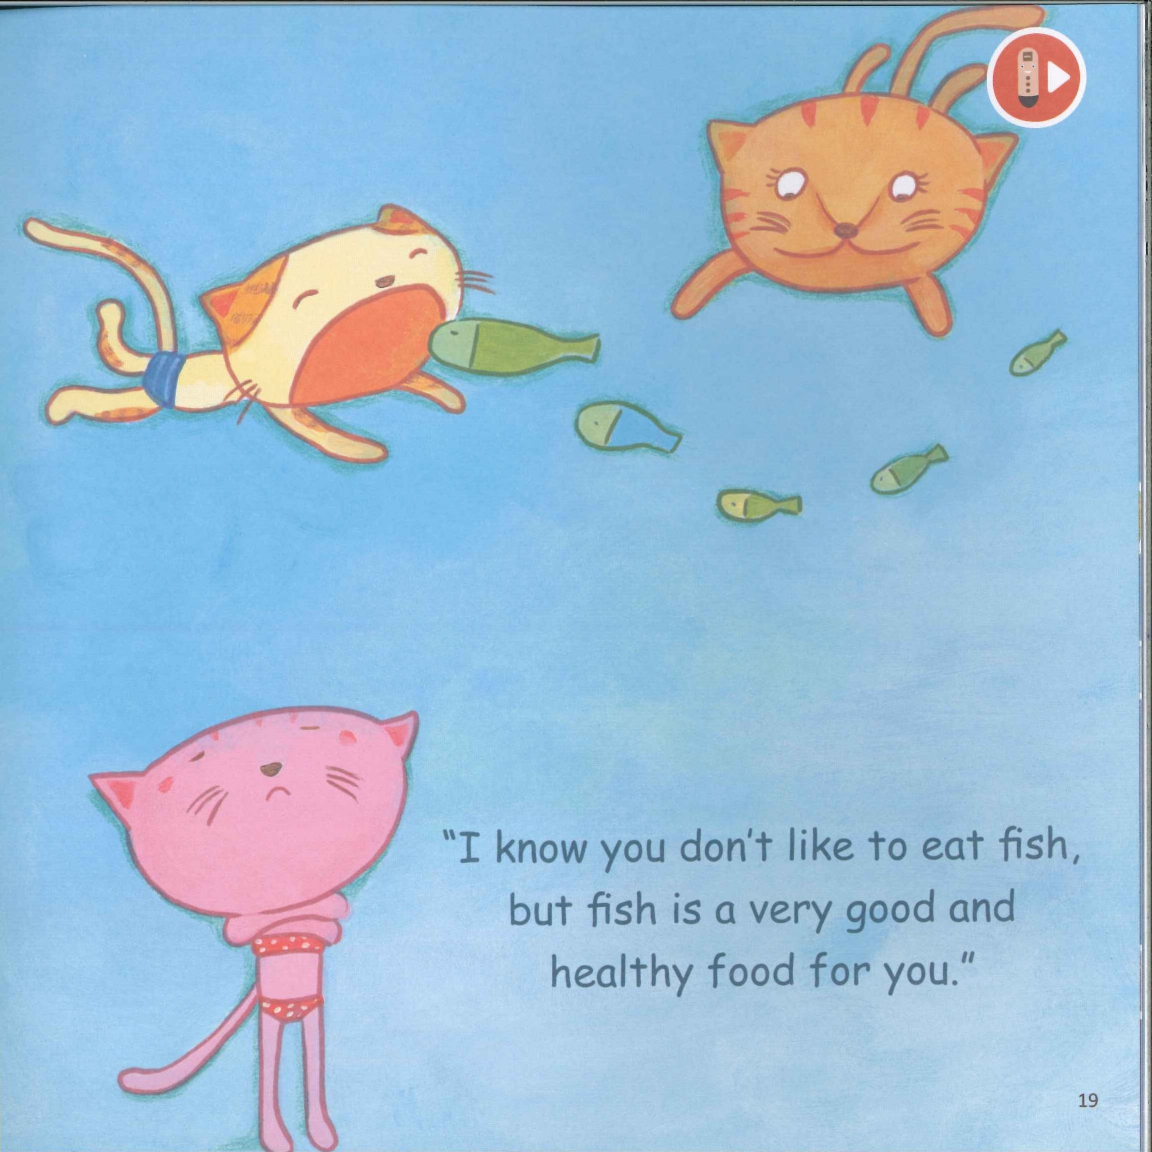 "I know you don't like to eat fish,
but fish is a very good and
healthy food for you."
19